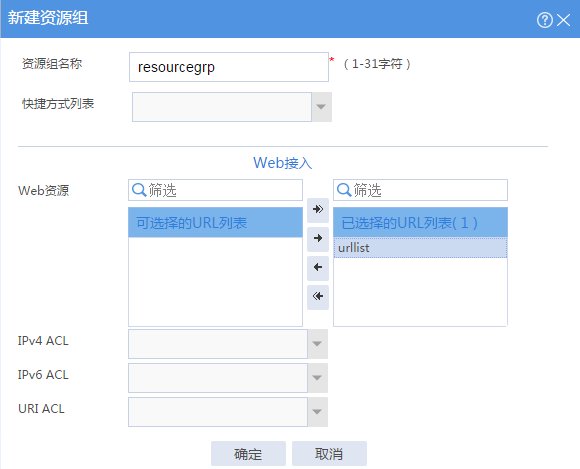 新建资源组
资源组名称 resourcegrp * （1-31字符）
快捷方式列表
Web接入
Web资源 筛选 筛选
可选择的URL列表 已选择的URL列表( 1 )
urllist
IPv4 ACL
IPv6 ACL
URI ACL
确定 取消